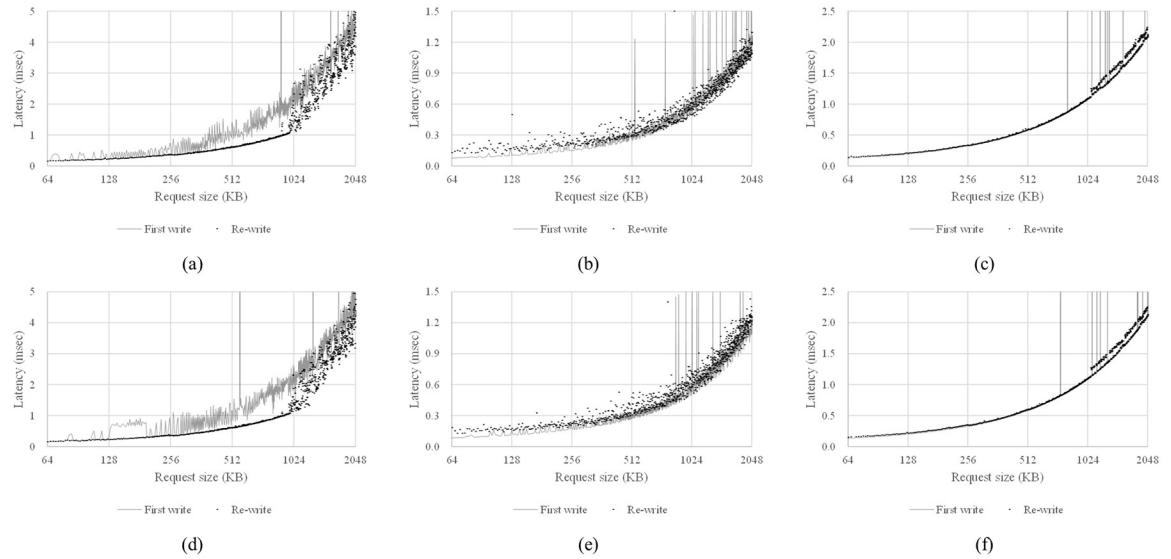 5
4
3
2
1
0
Latency (msec)
64 128 256 512 1024 2048
Request size (KB)
First write Re-write
(a)
1.5
1.2
0.9
0.6
0.3
0.0
Latency (msec)
64 128 256 512 1024 2048
Request size (KB)
First write Re-write
(b)
2.5
2.0
1.5
1.0
0.5
0.0
Latecny (msec)
64 128 256 512 1024 2048
Request size (KB)
First write Re-write
(c)
5
4
3
2
1
0
Latency (msec)
64 128 256 512 1024 2048
Request size (KB)
First write Re-write
(d)
1.5
1.2
0.9
0.6
0.3
0.0
Latency (msec)
64 128 256 512 1024 2048
Request size (KB)
First write Re-write
(e)
2.5
2.0
1.5
1.0
0.5
0.0
Latency (msec)
64 128 256 512 1024 2048
Request size (KB)
First write Re-write
(f)